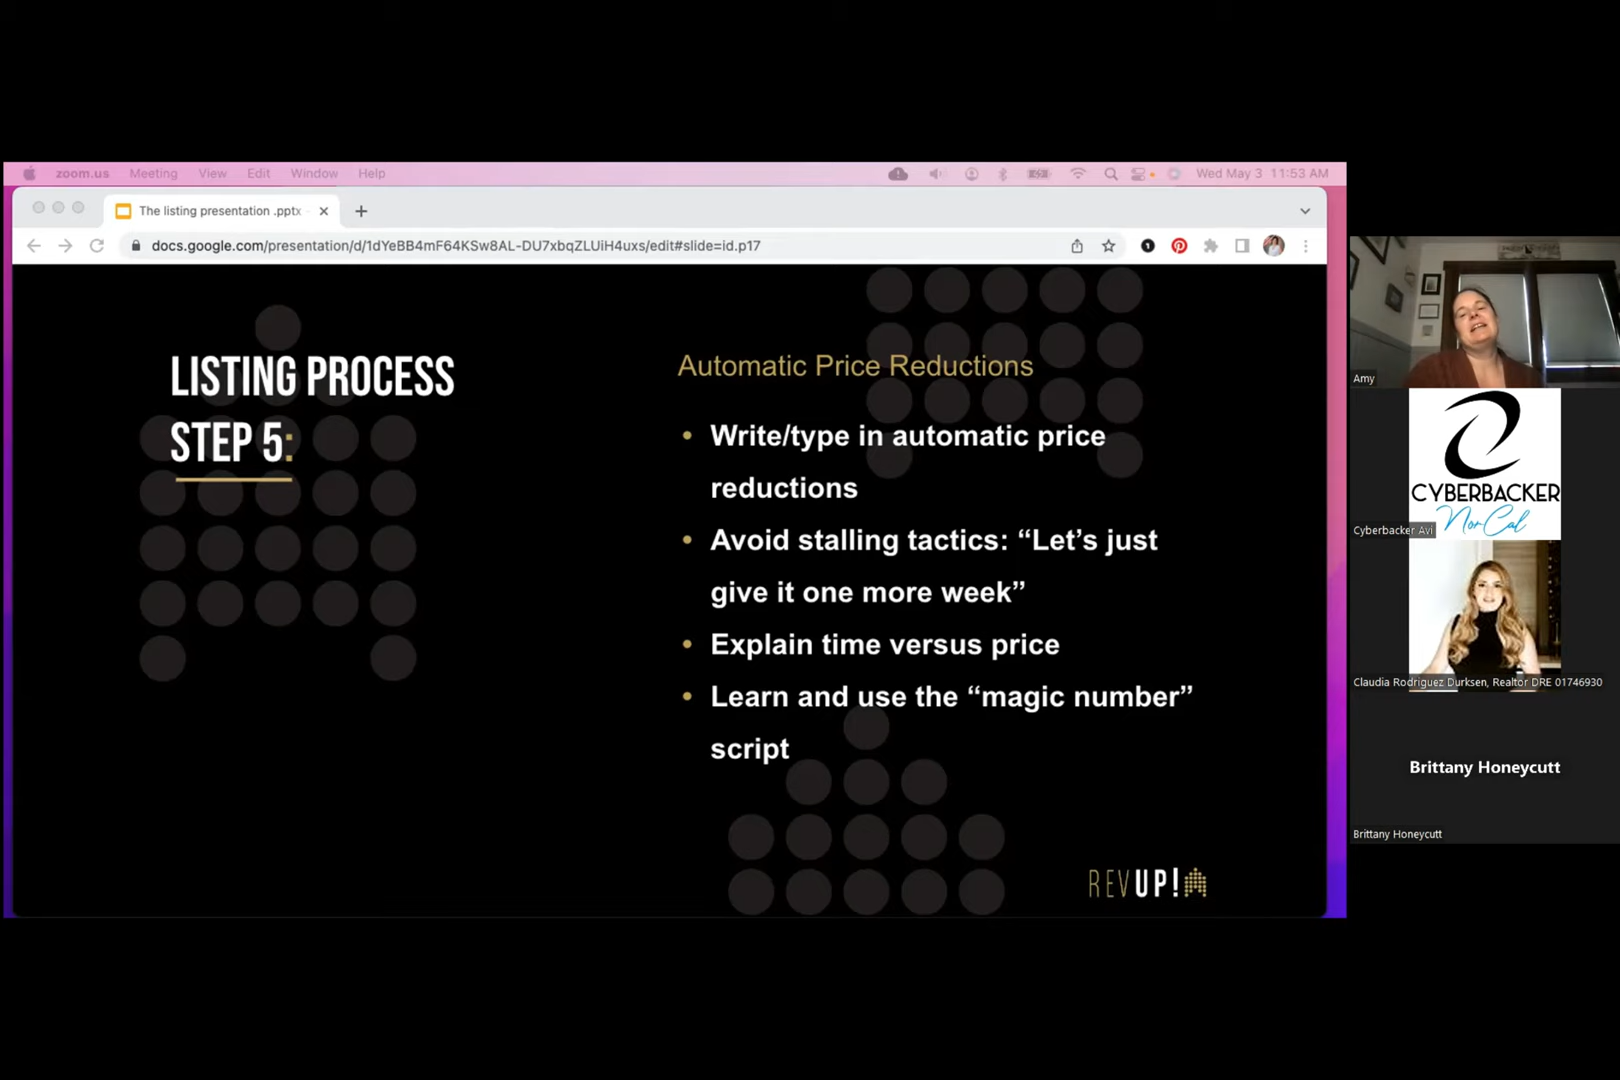 zoom.us Meeting View Edit Window Help Wed May 3 11:53 AM
The listing presentation .pptx
docs.google.com/presentation/d/1dYeBB4mF64KSw8AL-DU7xbqZLUiH4uxs/edit#slide=id.p17
LISTING PROCESS
STEP 5:
Automatic Price Reductions
• Write/type in automatic price
reductions
• Avoid stalling tactics: “Let’s just
give it one more week”
• Explain time versus price
• Learn and use the “magic number”
script
REVUP!
Amy
CYBERBACKER
NorCal
Cyberbacker Avi
Claudia Rodriguez Durksen, Realtor DRE 01746930
Brittany Honeycutt
Brittany Honeycutt